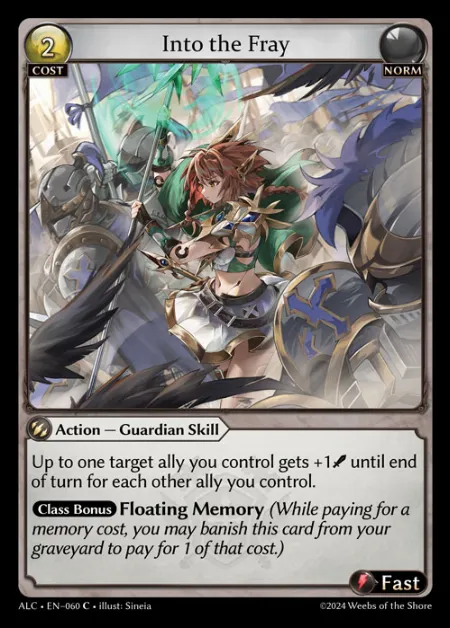 2
Into the Fray
COST
NORM
Action — Guardian Skill
Up to one target ally you control gets +1 until end
of turn for each other ally you control.
Class Bonus Floating Memory (While paying for a
memory cost, you may banish this card from your
graveyard to pay for 1 of that cost.)
Fast
ALC • EN-060 C • illust: Sineia
©2024 Weebs of the Shore